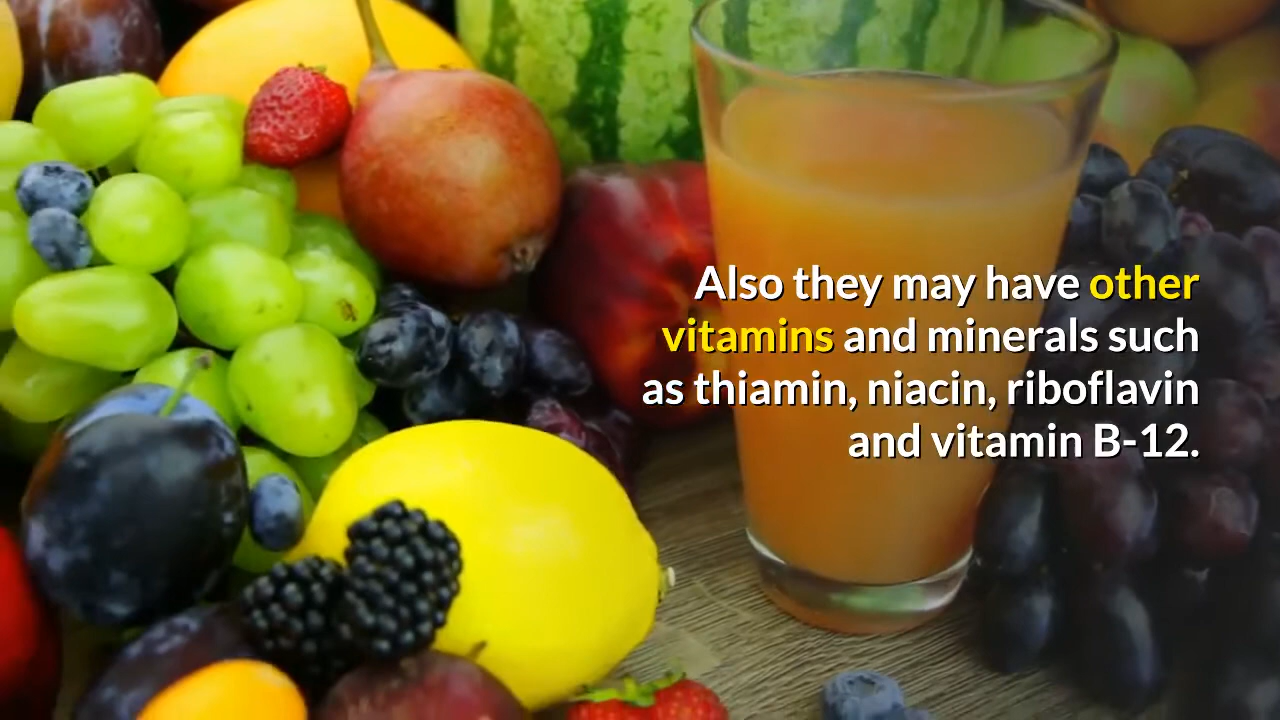 Also they may have other
vitamins and minerals such
as thiamin, niacin, riboflavin
and vitamin B-12.